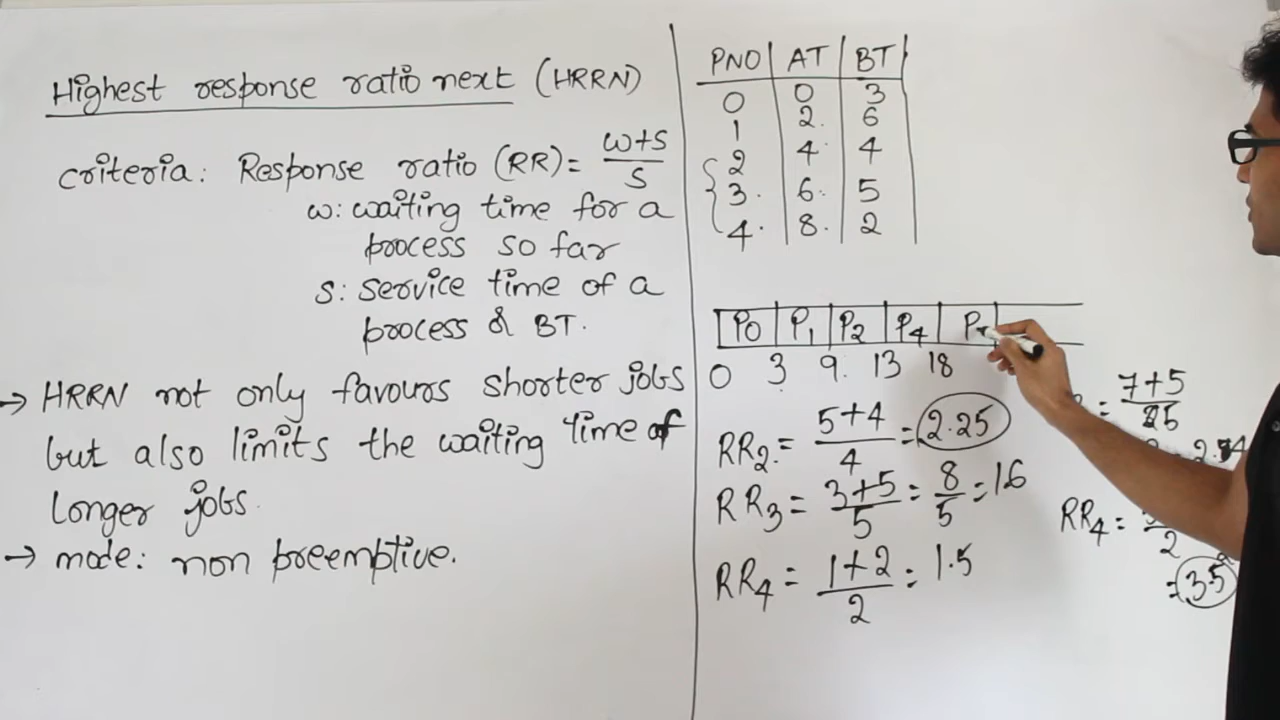 Highest response ratio next (HRRN)
criteria: Response ratio (RR) = w+s
s
w: waiting time for a
process so far
s: service time of a
process & BT.
→ HRRN not only favours shorter jobs
but also limits the waiting time of
longer jobs.
→ mode: non preemptive.
PNO AT BT
0 0 3
1 2 6
2 4 4
3 6 5
4 8 2
P0 P1 P2 P4
0 3 9 13 18
RR2 = 5+4 = 2.25
4
RR3 = 3+5 = 8 = 1.6
5 5
RR4 = 1+2 = 1.5
2
= 7+5
5
RR4 =
2
= 3.5